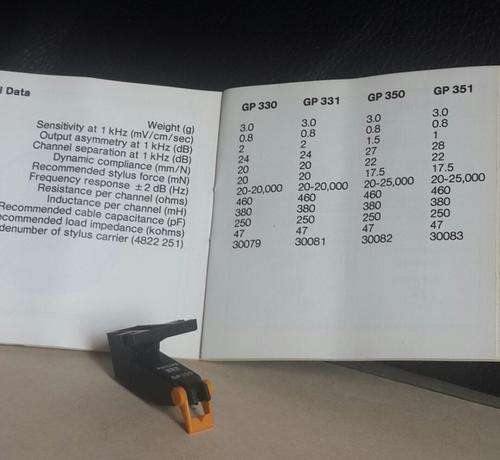 l Data GP 330 GP 331 GP 350 GP 351
Weight (g) 3.0 3.0 3.0 3.0
Sensitivity at 1 kHz (mV/cm/sec) 0.8 0.8 0.8 0.8
Output asymmetry at 1 kHz (dB) 2 2 1.5 1
Channel separation at 1 kHz (dB) 24 24 27 28
Dynamic compliance (mm/N) 20 20 22 22
Recommended stylus force (mN) 20 20 17.5 17.5
Frequency response ±2 dB (Hz) 20-20,000 20-20,000 20-25,000 20-25,000
Resistance per channel (ohms) 460 460 460 460
Inductance per channel (mH) 380 380 380 380
Recommended cable capacitance (pF) 250 250 250 250
ecommended load impedance (kohms) 47 47 47 47
denumber of stylus carrier (4822 251) 30079 30081 30082 30083
GP